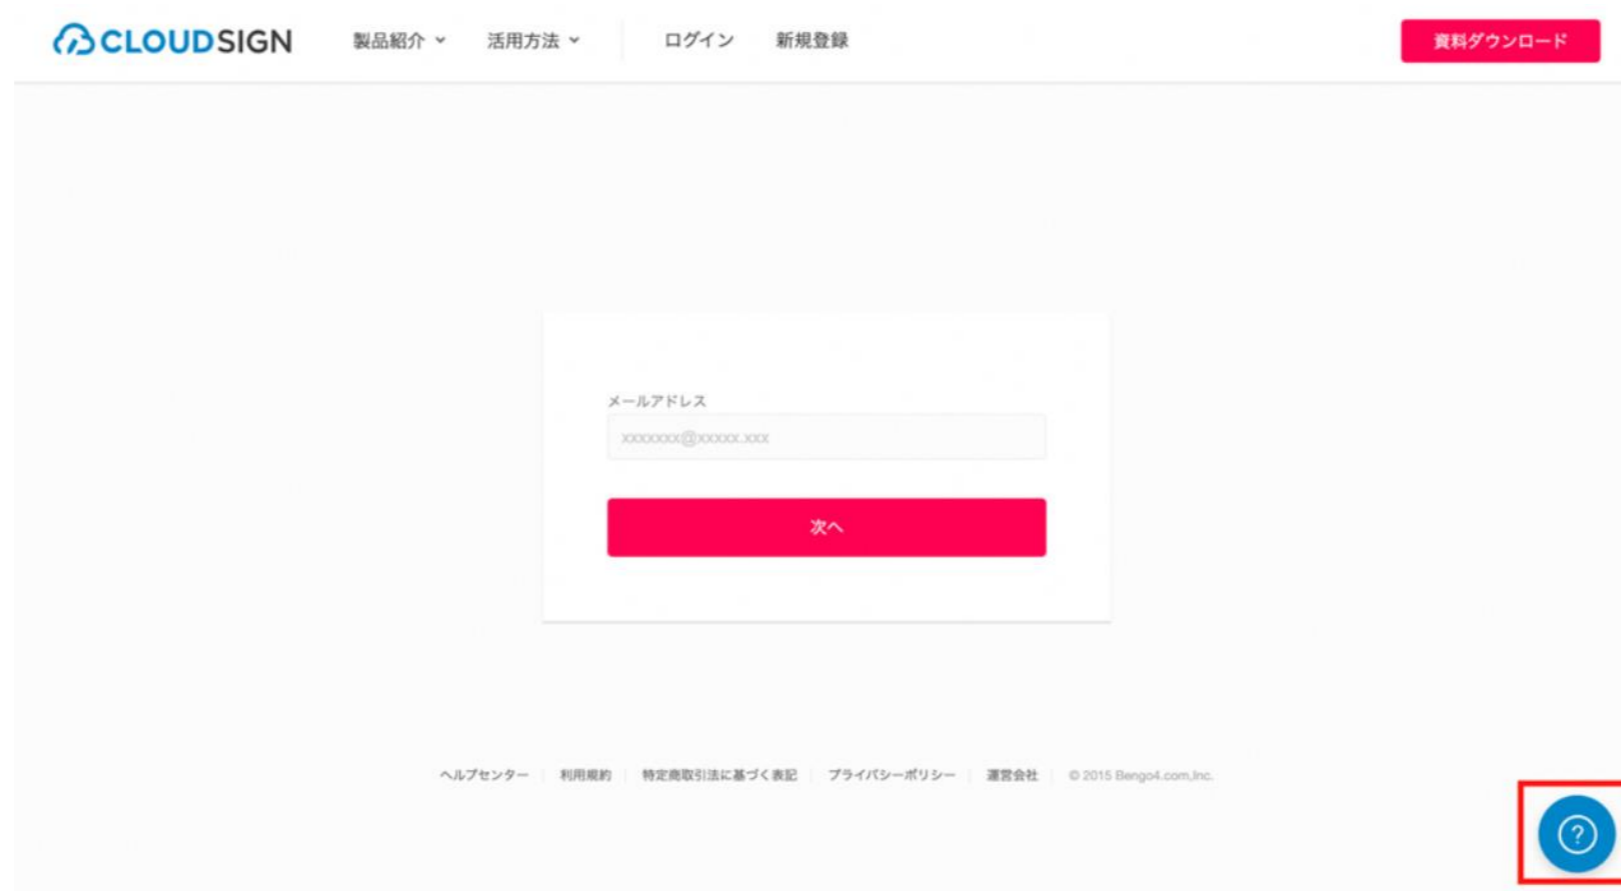 CLOUDSIGN 製品紹介 活用方法 ログイン 新規登録 資料ダウンロード
メールアドレス
xxxxxxx@xxxxx.xxx
次へ
ヘルプセンター 利用規約 特定商取引法に基づく表記 プライバシーポリシー 運営会社 © 2015 Bengo4.com,Inc.
?